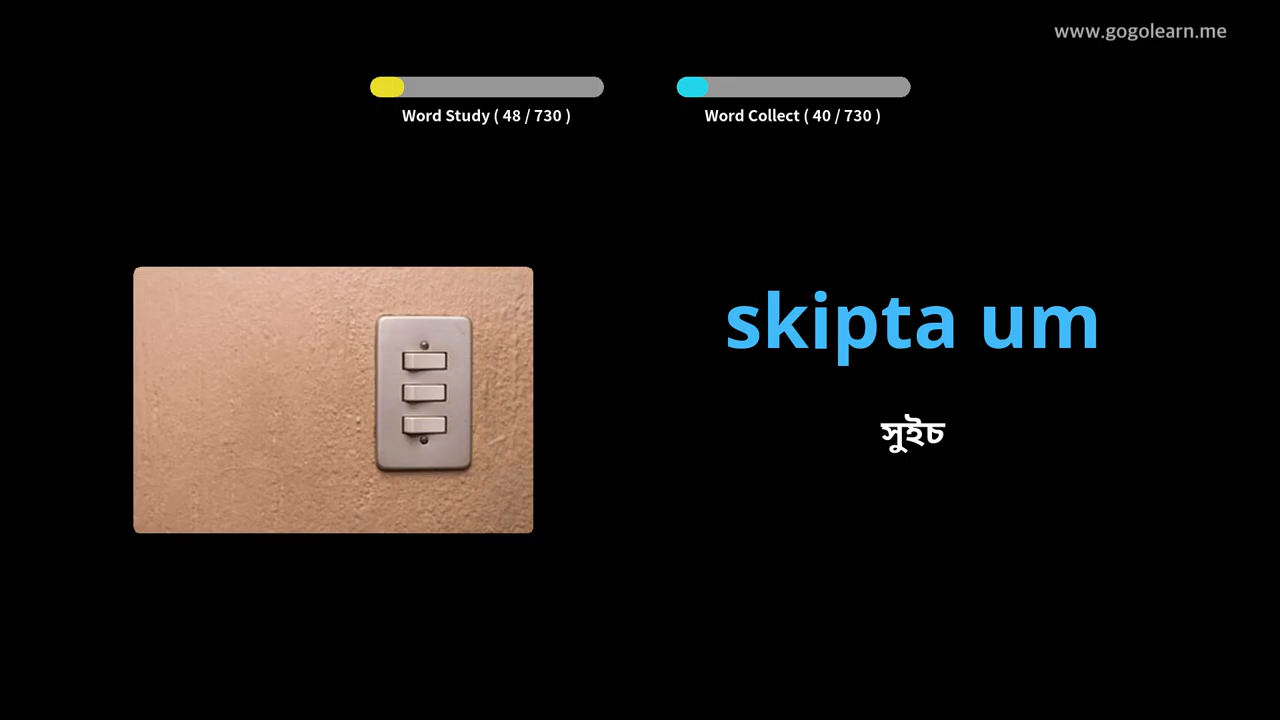 www.gogolearn.me
Word Study ( 48 / 730 )
Word Collect ( 40 / 730 )
skipta um
সুইচ